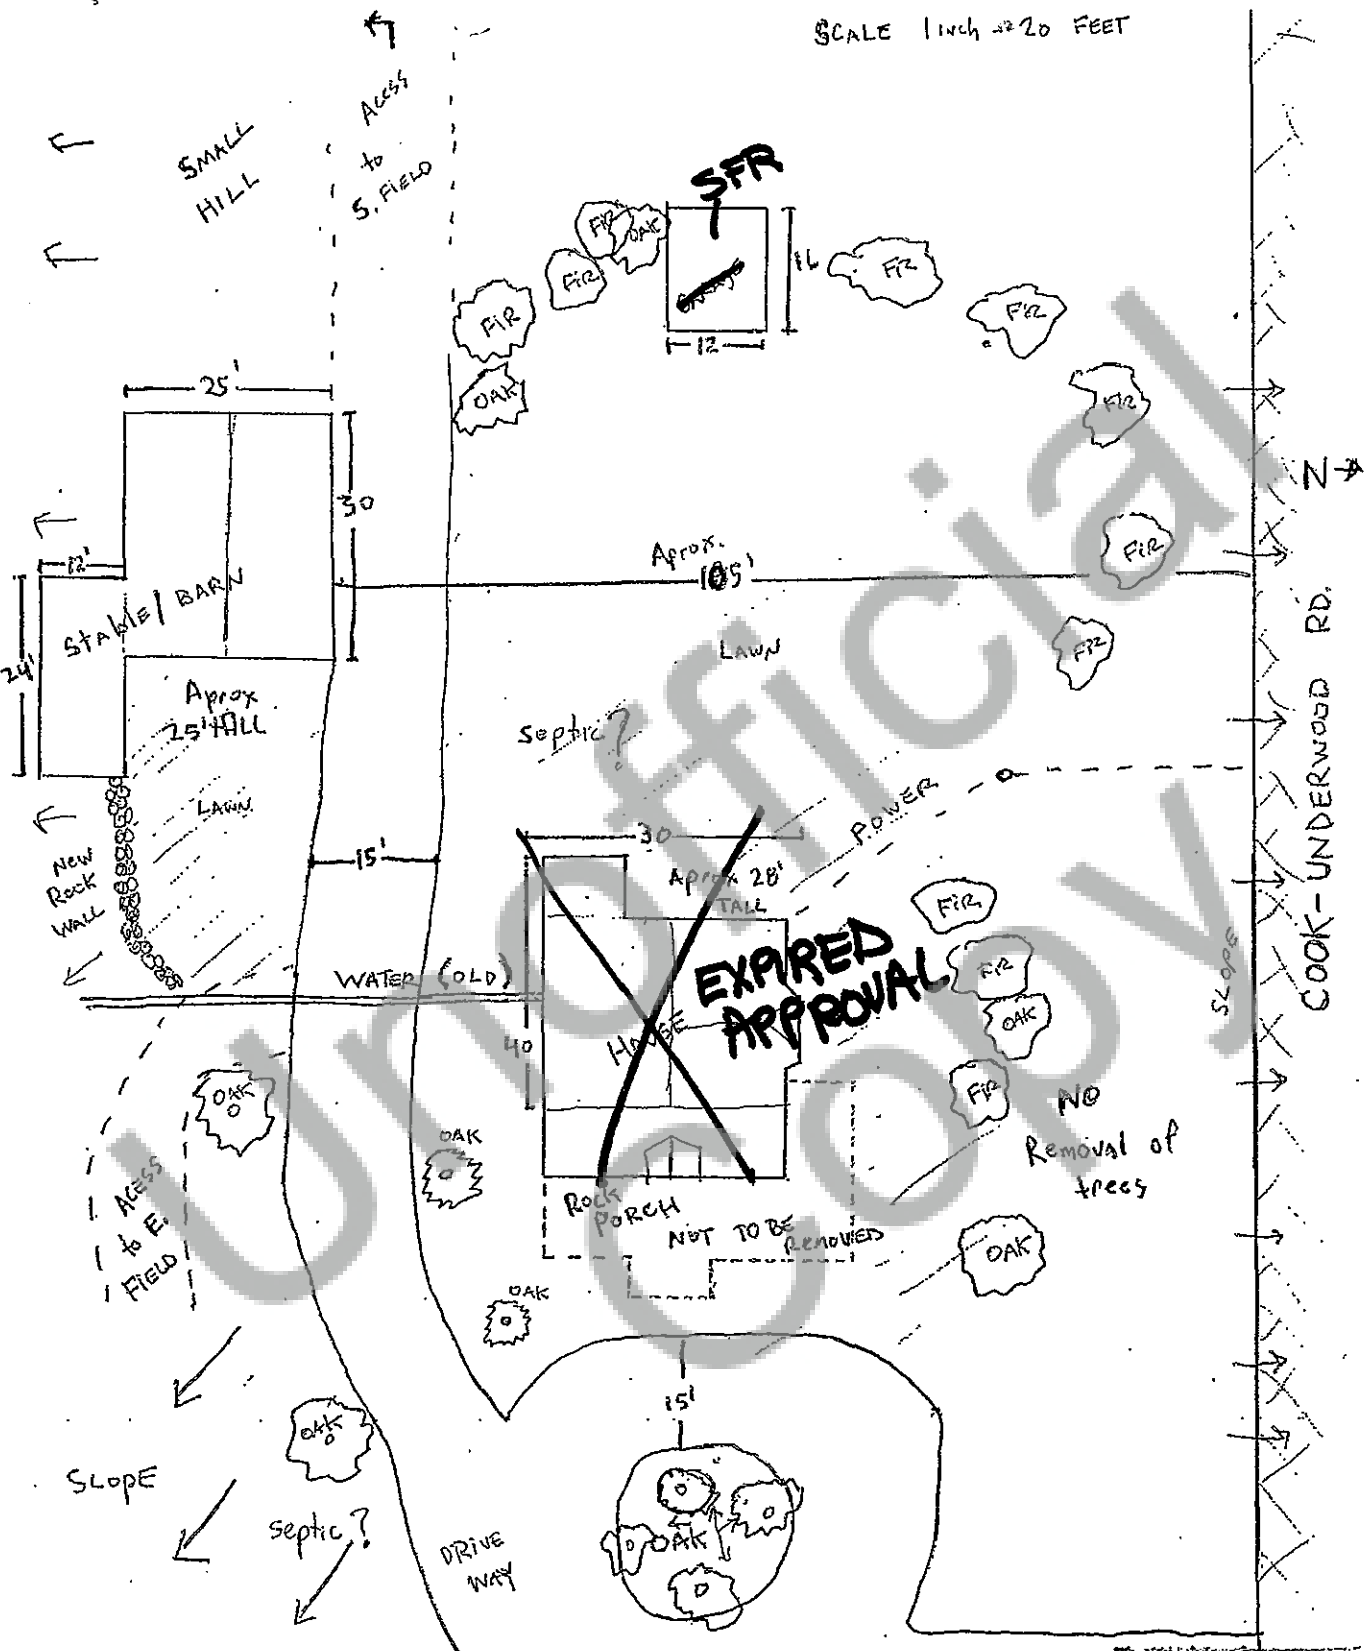 SCALE 1 inch = 20 FEET
SMALL
HILL
Acess
to
S. FIELD
SFR
FIR
OAK
FIR
FIR
OAK
16
12
FIR
FIR
FIR
FIR
FIR
N
COOK-UNDERWOOD RD.
25'
30
12'
24'
Stable / BARN
Aprox
25' TALL
Aprox.
105'
LAWN
Septic?
POWER
LAWN
NEW
ROCK
WALL
15'
30
Aprox 28'
TALL
EXPIRED
APPROVAL
WATER (OLD)
40
HOUSE
FIR
FIR
OAK
FIR
SLOPE
NO
Removal of
trees
OAK
OAK
OAK
OAK
ROCK
PORCH
NOT TO BE
REMOVED
ACESS
to E.
FIELD
15'
SLOPE
OAK
Septic?
DRIVE
WAY
OAK
Unofficial
Copy